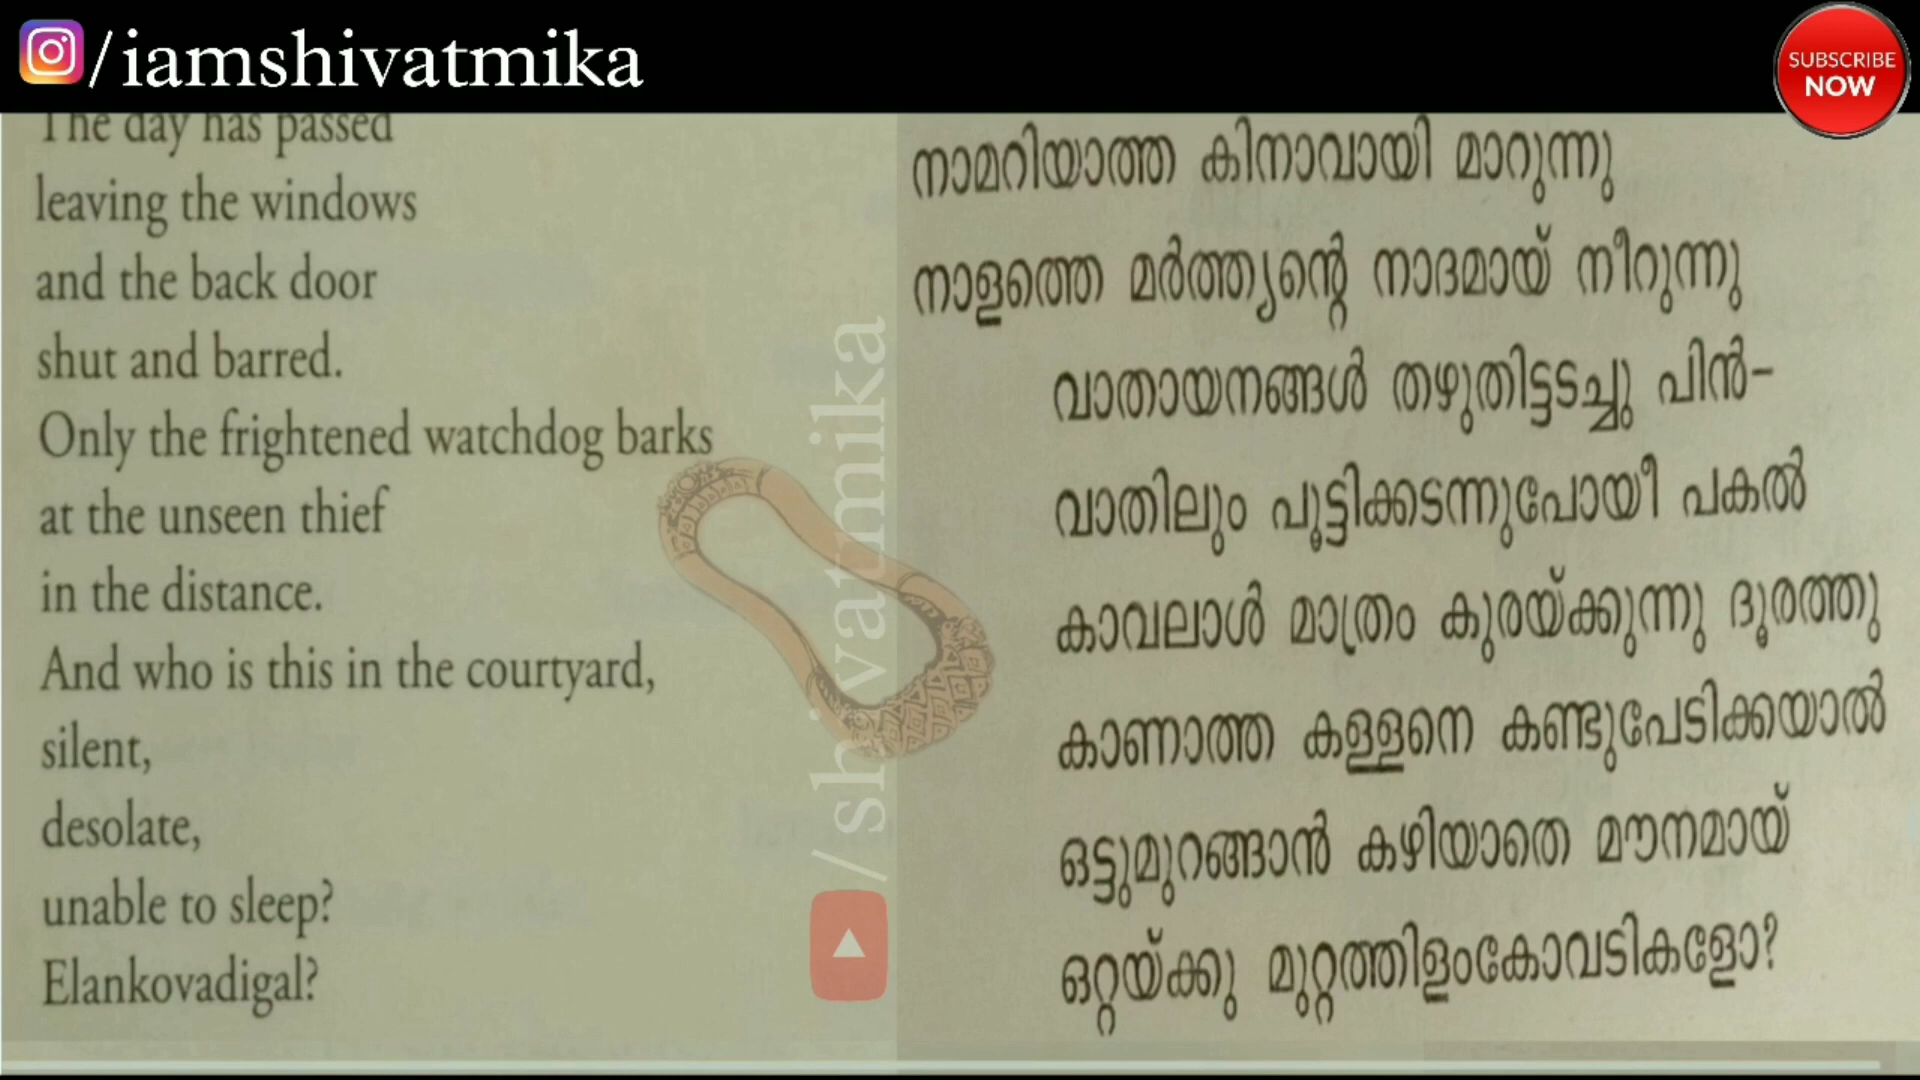 /iamshivatmika
SUBSCRIBE
NOW
The day has passed
leaving the windows
and the back door
shut and barred.
Only the frightened watchdog barks
at the unseen thief
in the distance.
And who is this in the courtyard,
silent,
desolate,
unable to sleep?
Elankovadigal?
നാമറിയാത്ത കിനാവായി മാറുന്നു
നാളത്തെ മർത്ത്യന്റെ നാദമായ് നീറുന്നു
വാതായനങ്ങൾ തഴുതിട്ടടച്ചു പിൻ-
വാതിലും പൂട്ടിക്കടന്നുപോയീ പകൽ
കാവലാൾ മാത്രം കുരയ്ക്കുന്നു ദൂരത്തു
കാണാത്ത കള്ളനെ കണ്ടുപേടിക്കയാൽ
ഒട്ടുമുറങ്ങാൻ കഴിയാതെ മൗനമായ്
ഒറ്റയ്ക്കു മുറ്റത്തിളംകോവടികളോ?
/shivatmika